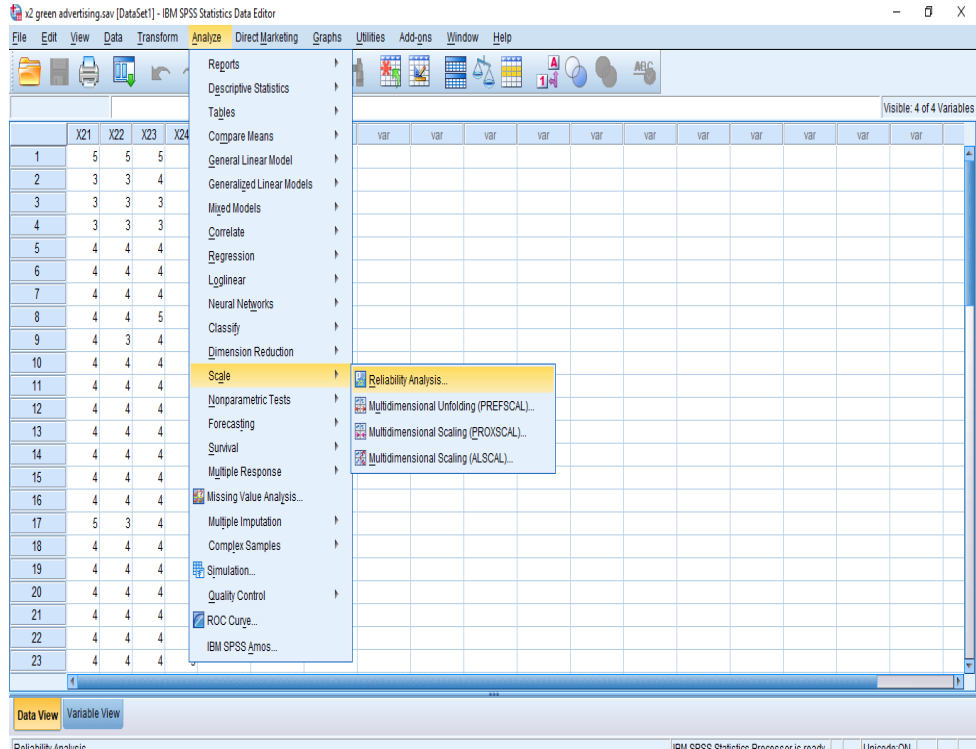 x2 green advertising.sav [DataSet1] - IBM SPSS Statistics Data Editor
File Edit View Data Transform Analyze Direct Marketing Graphs Utilities Add-ons Window Help
Visible: 4 of 4 Variables
Reports
Descriptive Statistics
Tables
Compare Means
General Linear Model
Generalized Linear Models
Mixed Models
Correlate
Regression
Loglinear
Neural Networks
Classify
Dimension Reduction
Scale
Nonparametric Tests
Forecasting
Survival
Multiple Response
Missing Value Analysis...
Multiple Imputation
Complex Samples
Simulation...
Quality Control
ROC Curve...
IBM SPSS Amos...
Reliability Analysis...
Multidimensional Unfolding (PREFSCAL)...
Multidimensional Scaling (PROXSCAL)...
Multidimensional Scaling (ALSCAL)...
X21 X22 X23 X24 var var var var var var var var var var var
1 5 5 5
2 3 3 4
3 3 3 3
4 3 3 3
5 4 4 4
6 4 4 4
7 4 4 4
8 4 4 5
9 4 3 4
10 4 4 4
11 4 4 4
12 4 4 4
13 4 4 4
14 4 4 4
15 4 4 4
16 4 4 4
17 5 3 4
18 4 4 4
19 4 4 4
20 4 4 4
21 4 4 4
22 4 4 4
23 4 4 4
Data View Variable View
Reliability Analysis... IBM SPSS Statistics Processor is ready Unicode:ON